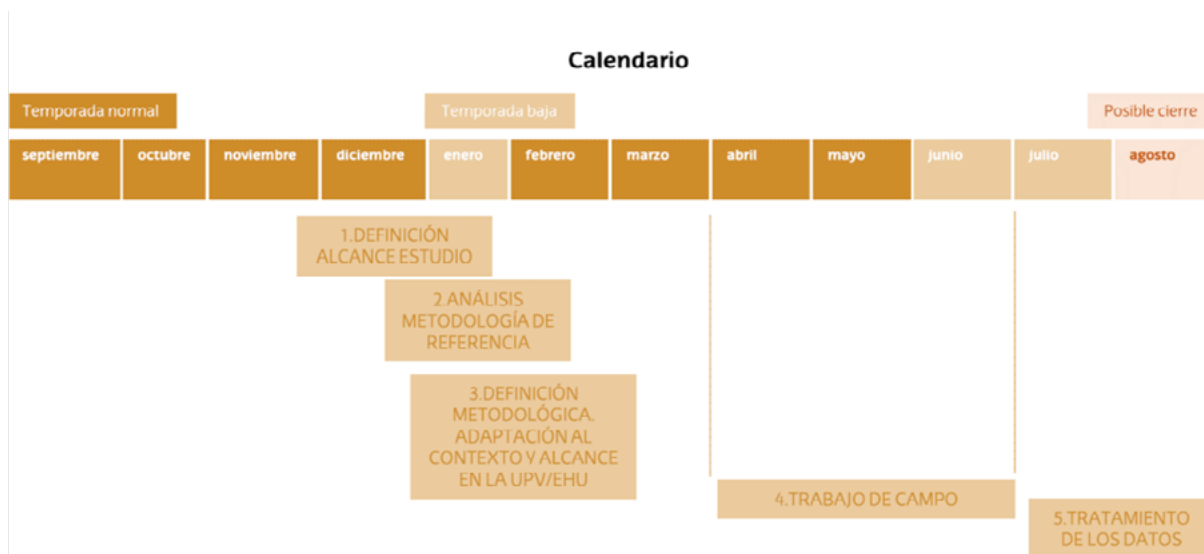 Calendario
Temporada normal
Temporada baja
Posible cierre
septiembre
octubre
noviembre
diciembre
enero
febrero
marzo
abril
mayo
junio
julio
agosto
1.DEFINICIÓN
ALCANCE ESTUDIO
2.ANÁLISIS
METODOLOGÍA DE
REFERENCIA
3.DEFINICIÓN
METODOLÓGICA.
ADAPTACIÓN AL
CONTEXTO Y ALCANCE
EN LA UPV/EHU
4.TRABAJO DE CAMPO
5.TRATAMIENTO
DE LOS DATOS